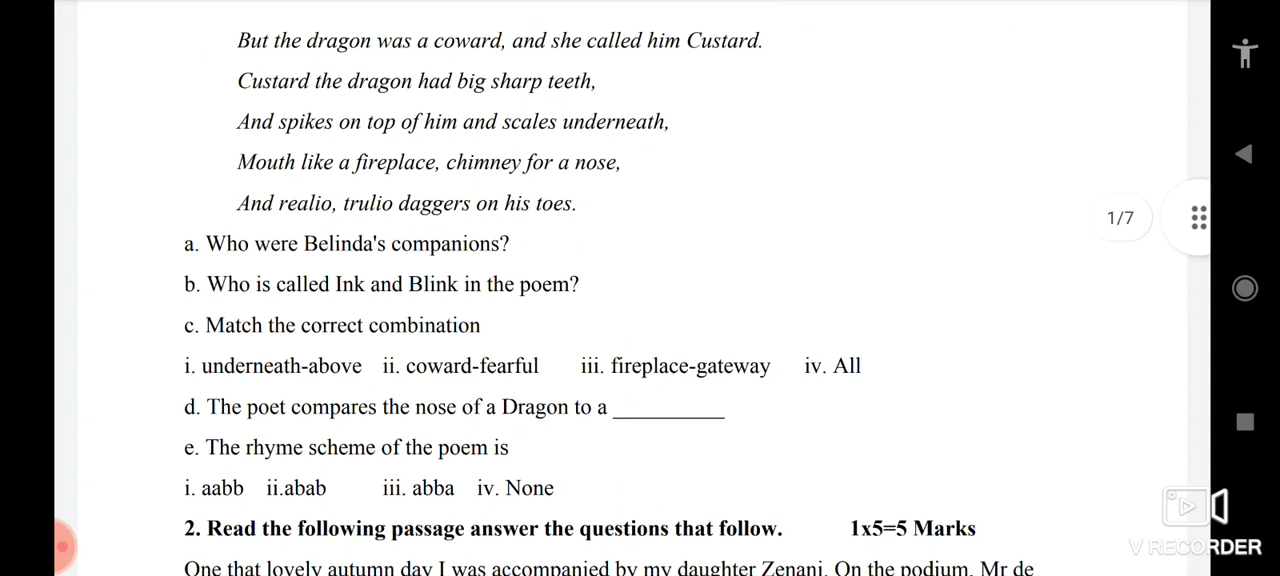 But the dragon was a coward, and she called him Custard.
Custard the dragon had big sharp teeth,
And spikes on top of him and scales underneath,
Mouth like a fireplace, chimney for a nose,
And realio, trulio daggers on his toes.
a. Who were Belinda's companions?
1/7
b. Who is called Ink and Blink in the poem?
c. Match the correct combination
i. underneath-above ii. coward-fearful iii. fireplace-gateway iv. All
d. The poet compares the nose of a Dragon to a __________
e. The rhyme scheme of the poem is
i. aabb ii.abab iii. abba iv. None
2. Read the following passage answer the questions that follow. 1x5=5 Marks
V RECORDER
One that lovely autumn day I was accompanied by my daughter Zenani. On the podium, Mr de